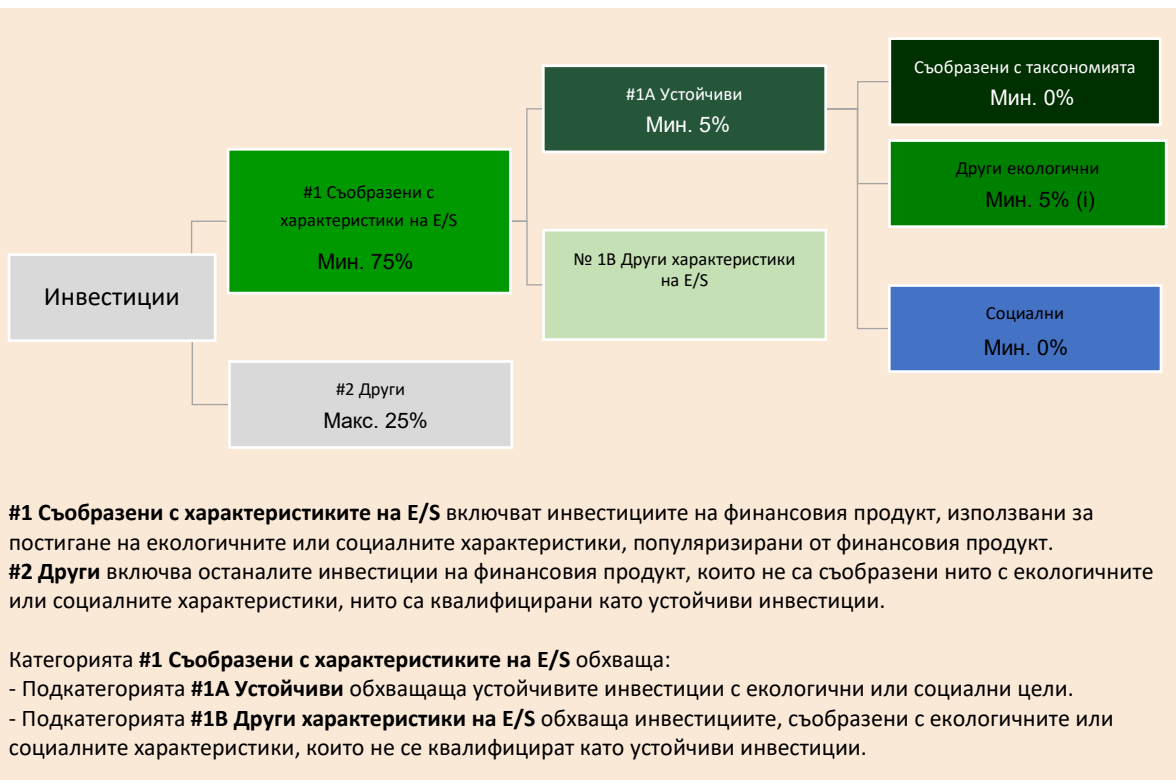 Съобразени с таксономията
Мин. 0%
#1A Устойчиви
Мин. 5%
Други екологични
Мин. 5% (i)
#1 Съобразени с
характеристики на E/S
Мин. 75%
№ 1B Други характеристики
на E/S
Инвестиции
Социални
Мин. 0%
#2 Други
Макс. 25%
#1 Съобразени с характеристиките на E/S включват инвестициите на финансовия продукт, използвани за
постигане на екологичните или социалните характеристики, популяризирани от финансовия продукт.
#2 Други включва останалите инвестиции на финансовия продукт, които не са съобразени нито с екологичните
или социалните характеристики, нито са квалифицирани като устойчиви инвестиции.
Категорията #1 Съобразени с характеристиките на E/S обхваща:
- Подкатегорията #1A Устойчиви обхващаща устойчивите инвестиции с екологични или социални цели.
- Подкатегорията #1B Други характеристики на E/S обхваща инвестициите, съобразени с екологичните или
социалните характеристики, които не се квалифицират като устойчиви инвестиции.